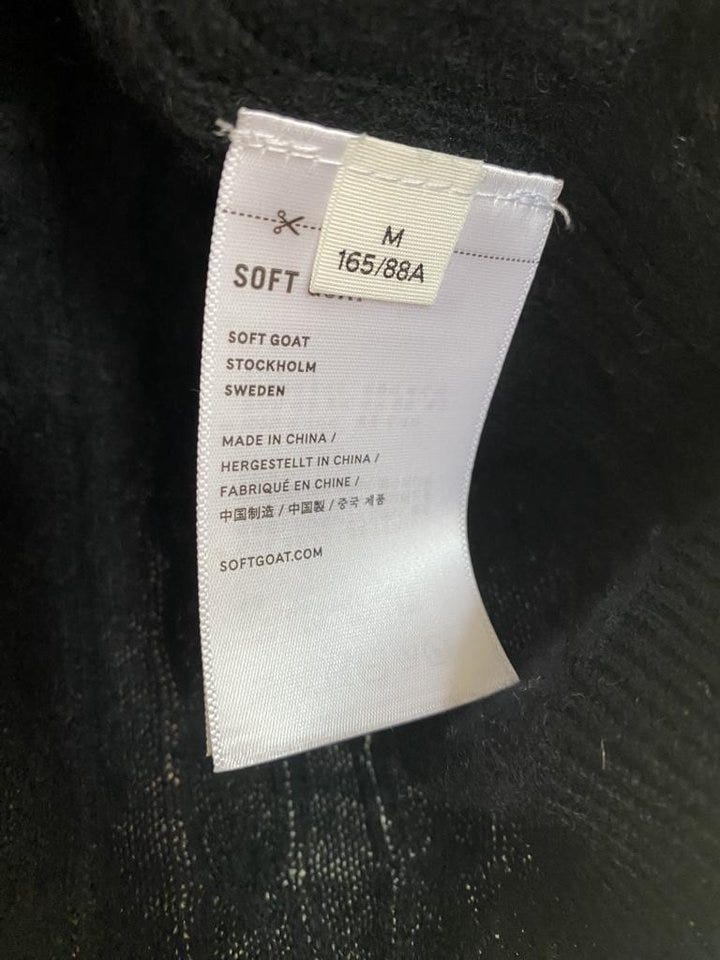 M
165/88A
SOFT
SOFT GOAT
STOCKHOLM
SWEDEN
MADE IN CHINA /
HERGESTELLT IN CHINA /
FABRIQUÉ EN CHINE /
中国制造 / 中国製 / 중국 제품
SOFTGOAT.COM